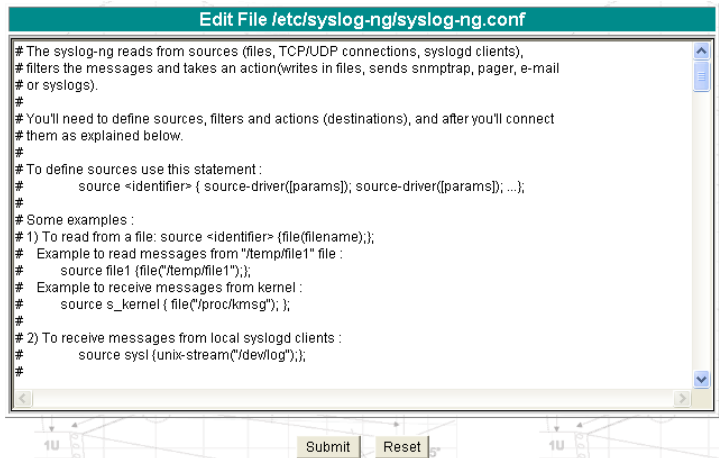 Edit File /etc/syslog-ng/syslog-ng.conf
# The syslog-ng reads from sources (files, TCP/UDP connections, syslogd clients),
# filters the messages and takes an action(writes in files, sends snmptrap, pager, e-mail
# or syslogs).
#
# You'll need to define sources, filters and actions (destinations), and after you'll connect
# them as explained below.
#
# To define sources use this statement :
# source <identifier> { source-driver([params]); source-driver([params]); ...};
#
# Some examples :
# 1) To read from a file: source <identifier> {file(filename);};
# Example to read messages from "/temp/file1" file :
# source file1 {file("/temp/file1");};
# Example to receive messages from kernel :
# source s_kernel { file("/proc/kmsg"); };
#
# 2) To receive messages from local syslogd clients :
# source sysl {unix-stream("/dev/log");};
#
1U
Submit
Reset
5°
1U